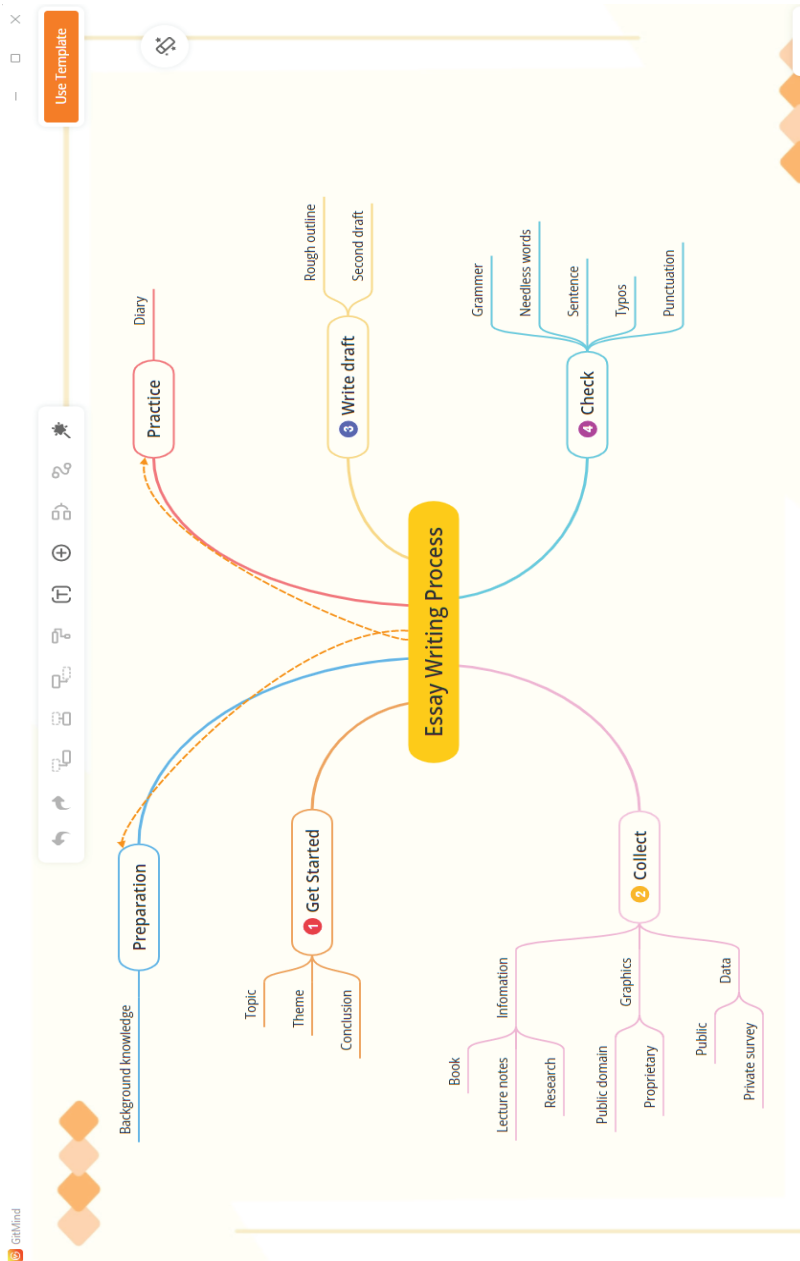 GitMind
Use Template
Essay Writing Process
Preparation
Background knowledge
1 Get Started
Topic
Theme
Conclusion
2 Collect
Infomation
Book
Lecture notes
Research
Graphics
Public domain
Proprietary
Data
Public
Private survey
Practice
Diary
3 Write draft
Rough outline
Second draft
4 Check
Grammer
Needless words
Sentence
Typos
Punctuation